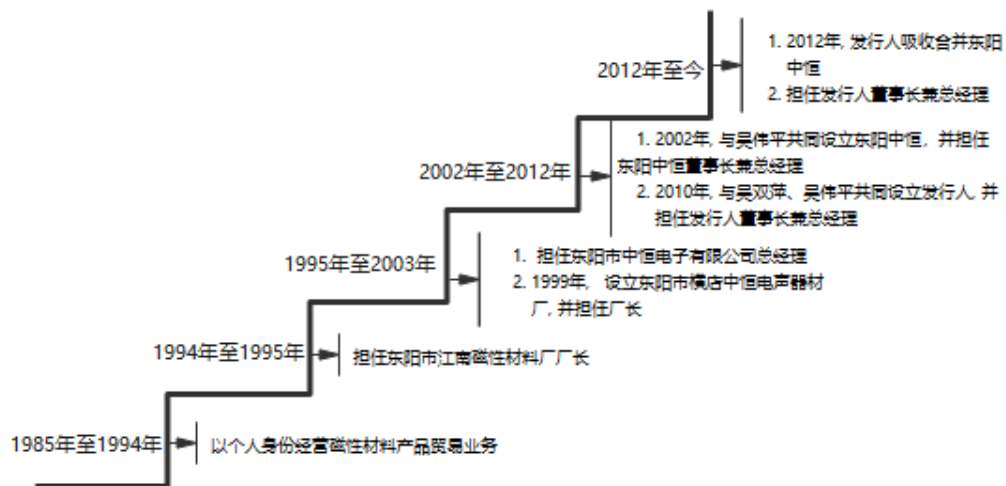 2012年至今
1. 2012年, 发行人吸收合并东阳
中恒
2. 担任发行人董事长兼总经理
2002年至2012年
1. 2002年, 与吴伟平共同设立东阳中恒，并担任
东阳中恒董事长兼总经理
2. 2010年, 与吴双萍、吴伟平共同设立发行人, 并
担任发行人董事长兼总经理
1995年至2003年
1. 担任东阳市中恒电子有限公司总经理
2. 1999年， 设立东阳市横店中恒电声器材
厂, 并担任厂长
1994年至1995年
担任东阳市江南磁性材料厂厂长
1985年至1994年
以个人身份经营磁性材料产品贸易业务